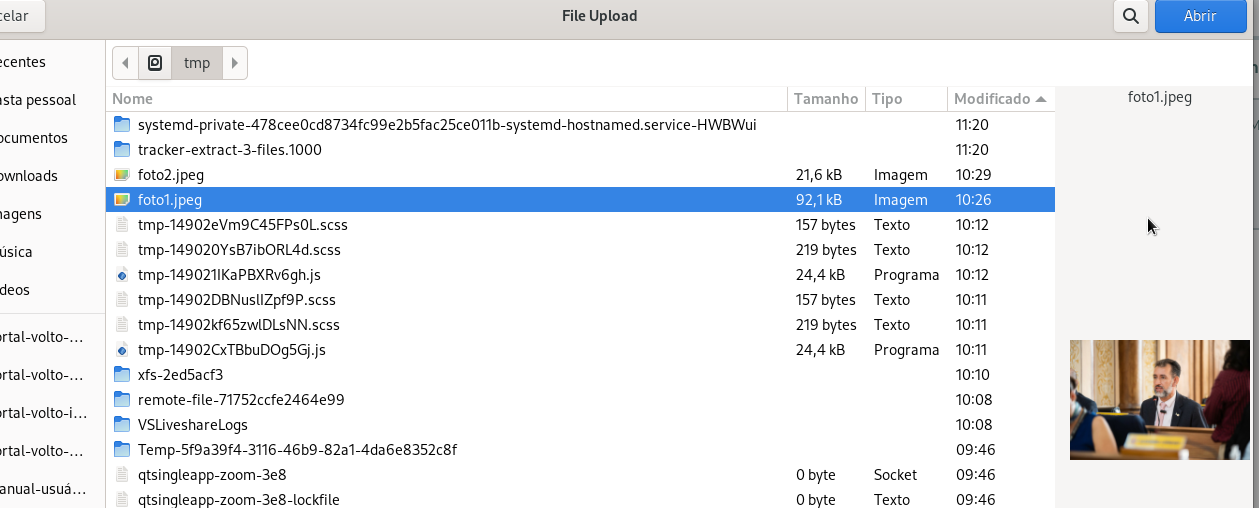 celar File Upload Abrir
ecentes tmp
Nome Tamanho Tipo Modificado foto1.jpeg
asta pessoal systemd-private-478cee0cd8734fc99e2b5fac25ce011b-systemd-hostnamed.service-HWBWui 11:20
ocumentos tracker-extract-3-files.1000 11:20
ownloads foto2.jpeg 21,6 kB Imagem 10:29
nagens foto1.jpeg 92,1 kB Imagem 10:26
tmp-14902eVm9C45FPs0L.scss 157 bytes Texto 10:12
úsica tmp-149020YsB7ibORL4d.scss 219 bytes Texto 10:12
tmp-149021IKaPBXRv6gh.js 24,4 kB Programa 10:12
deos tmp-14902DBNuslIZpf9P.scss 157 bytes Texto 10:11
ortal-volto-... tmp-14902kf65zwlDLsNN.scss 219 bytes Texto 10:11
tmp-14902CxTBbuDOg5Gj.js 24,4 kB Programa 10:11
ortal-volto-... xfs-2ed5acf3 10:10
remote-file-71752ccfe2464e99 10:08
ortal-volto-i... VSLiveshareLogs 10:08
ortal-volto-... Temp-5f9a39f4-3116-46b9-82a1-4da6e8352c8f 09:46
qtsingleapp-zoom-3e8 0 byte Socket 09:46
anual-usuá... qtsingleapp-zoom-3e8-lockfile 0 byte Texto 09:46